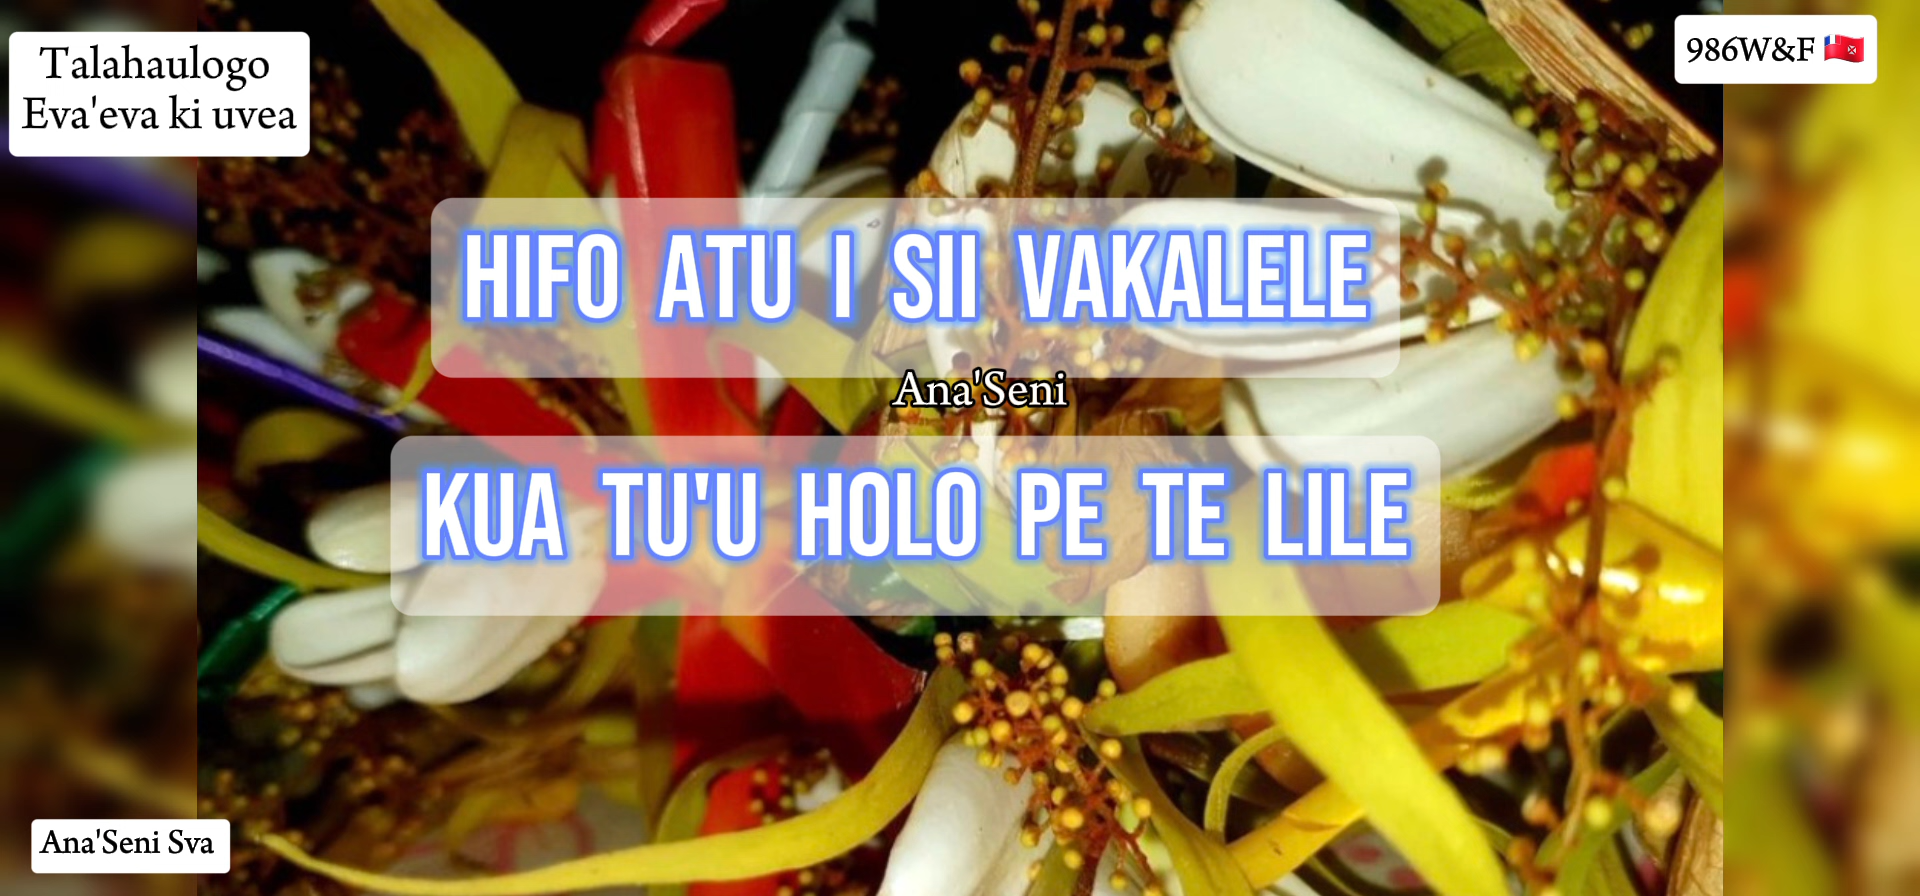 Talahaulogo
Eva'eva ki uvea
986W&F 🇼🇫
HIFO ATU I SII VAKALELE
Ana'Seni
KUA TU'U HOLO PE TE LILE
Ana'Seni Sva